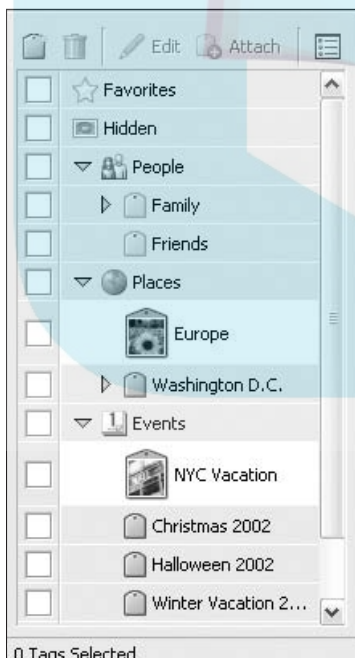 Edit Attach
Favorites
Hidden
People
Family
Friends
Places
Europe
Washington D.C.
1 Events
NYC Vacation
Christmas 2002
Halloween 2002
Winter Vacation 2...
0 Tags Selected